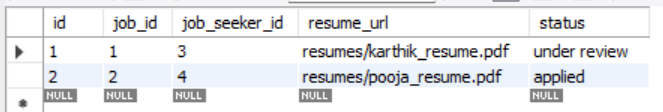 id job_id job_seeker_id resume_url status
1 1 3 resumes/karthik_resume.pdf under review
2 2 4 resumes/pooja_resume.pdf applied
NULL NULL NULL NULL NULL